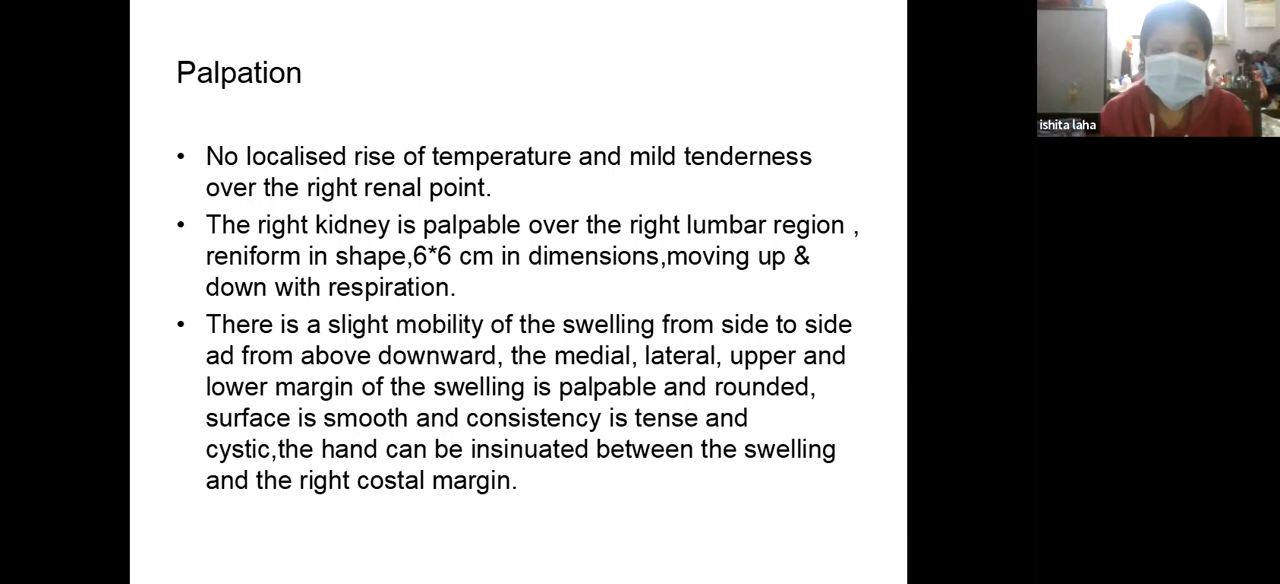 Palpation
• No localised rise of temperature and mild tenderness
over the right renal point.
• The right kidney is palpable over the right lumbar region ,
reniform in shape,6*6 cm in dimensions,moving up &
down with respiration.
• There is a slight mobility of the swelling from side to side
ad from above downward, the medial, lateral, upper and
lower margin of the swelling is palpable and rounded,
surface is smooth and consistency is tense and
cystic,the hand can be insinuated between the swelling
and the right costal margin.
ishita laha